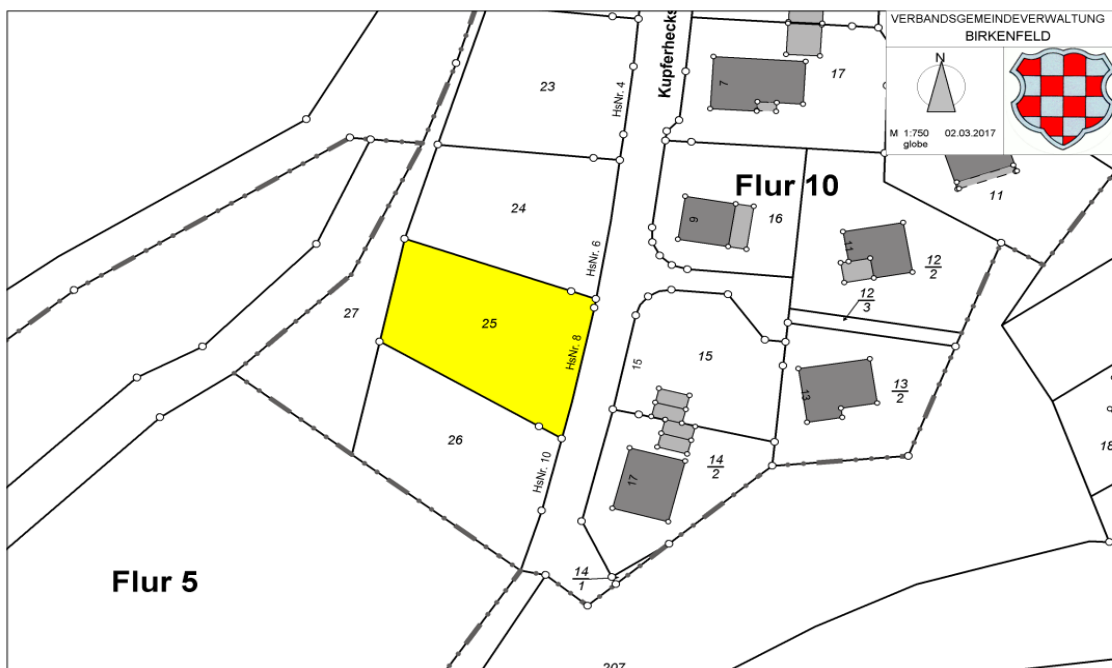 VERBANDSGEMEINDEVERWALTUNG
BIRKENFELD
N
M 1:750 02.03.2017
globe
Kupferhecks
23
HsNr. 4
7
17
24
HsNr. 6
Flur 10
9
16
11
11
12
2
12
3
27
25
HsNr. 8
15
15
13
13
2
26
HsNr. 10
17
14
2
18
Flur 5
14
1
207